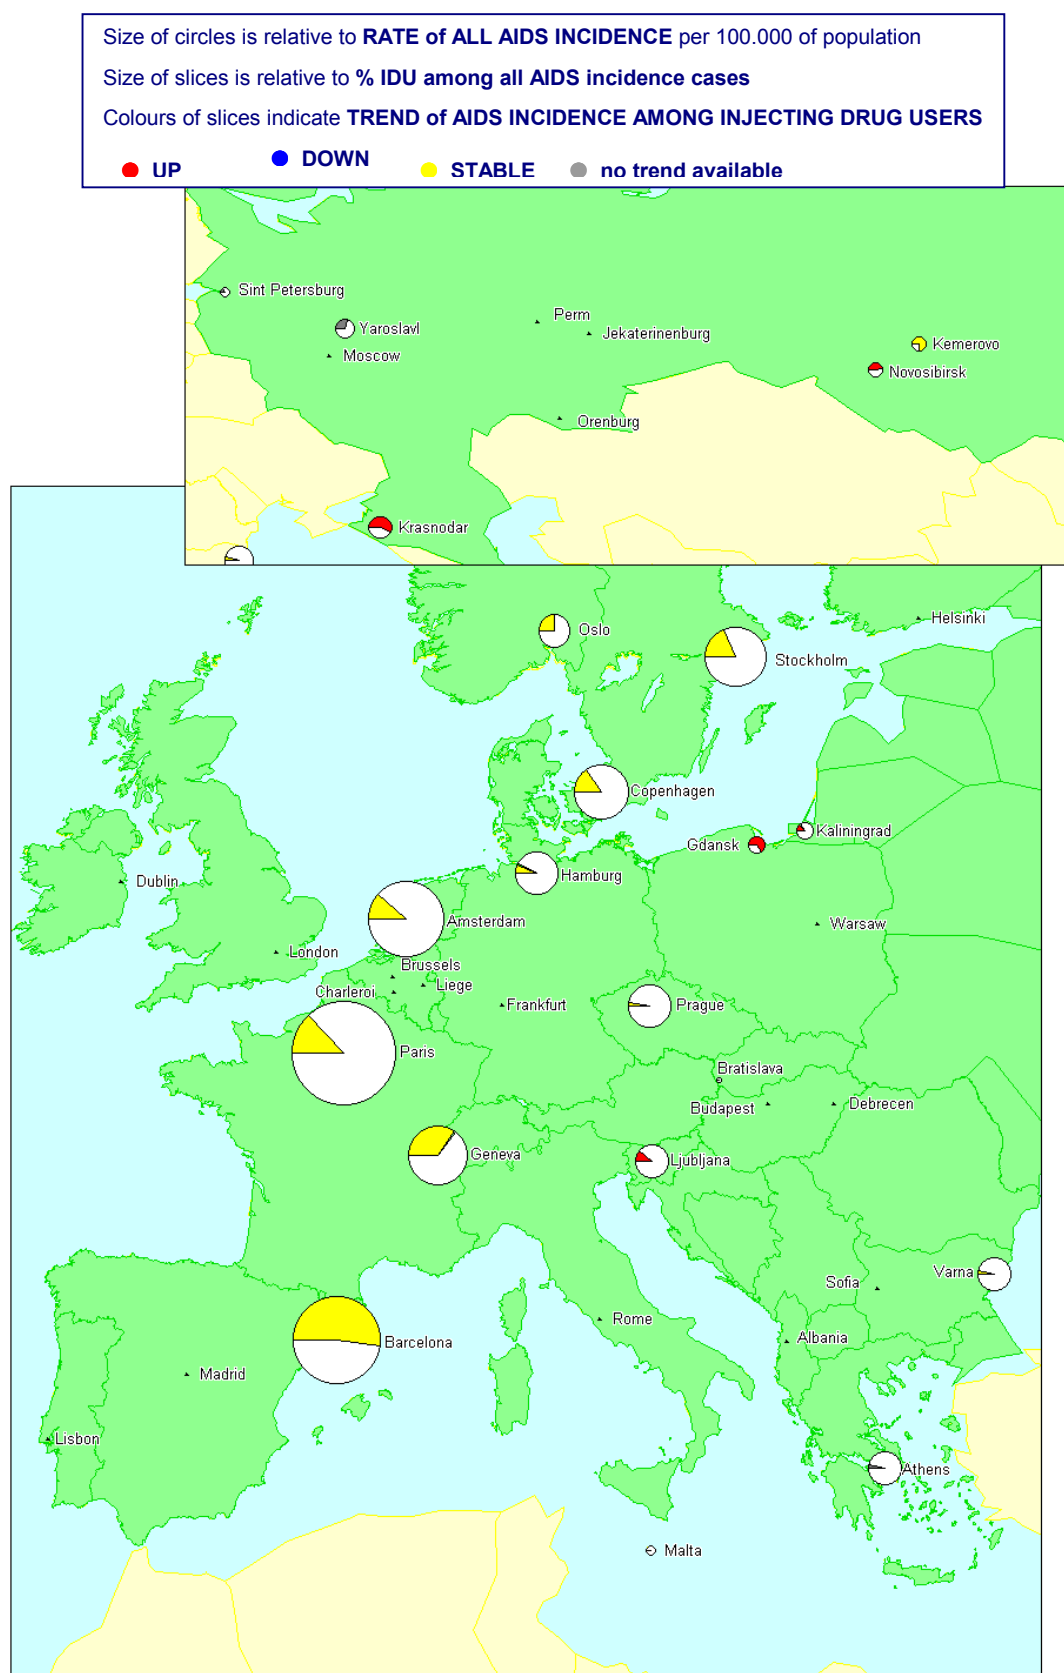 Size of circles is relative to RATE of ALL AIDS INCIDENCE per 100.000 of population
Size of slices is relative to % IDU among all AIDS incidence cases
Colours of slices indicate TREND of AIDS INCIDENCE AMONG INJECTING DRUG USERS
UP DOWN STABLE no trend available
Sint Petersburg
Yaroslavl
Perm
Jekaterinenburg
Moscow
Kemerovo
Novosibirsk
Orenburg
Krasnodar
Helsinki
Oslo
Stockholm
Copenhagen
Kaliningrad
Gdansk
Hamburg
Dublin
Amsterdam
Warsaw
London
Brussels
Liege
Charleroi
Frankfurt
Prague
Paris
Bratislava
Budapest
Debrecen
Geneva
Ljubljana
Varna
Sofia
Rome
Albania
Barcelona
Madrid
Lisbon
Athens
Malta